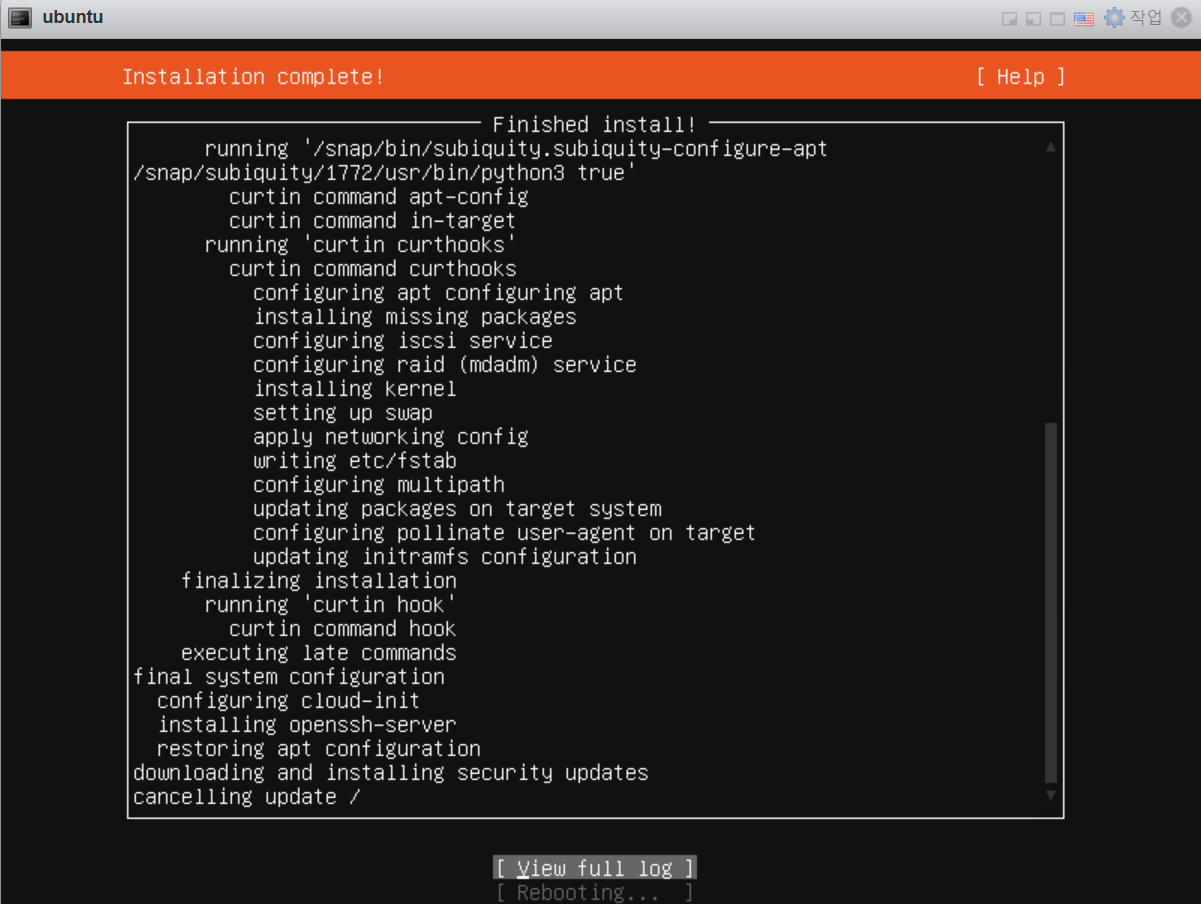 ubuntu 작업
Installation complete! [ Help ]
Finished install!
running '/snap/bin/subiquity.subiquity-configure-apt
/snap/subiquity/1772/usr/bin/python3 true'
curtin command apt-config
curtin command in-target
running 'curtin curthooks'
curtin command curthooks
configuring apt configuring apt
installing missing packages
configuring iscsi service
configuring raid (mdadm) service
installing kernel
setting up swap
apply networking config
writing etc/fstab
configuring multipath
updating packages on target system
configuring pollinate user-agent on target
updating initramfs configuration
finalizing installation
running 'curtin hook'
curtin command hook
executing late commands
final system configuration
configuring cloud-init
installing openssh-server
restoring apt configuration
downloading and installing security updates
cancelling update /
[ View full log ]
[ Rebooting... ]